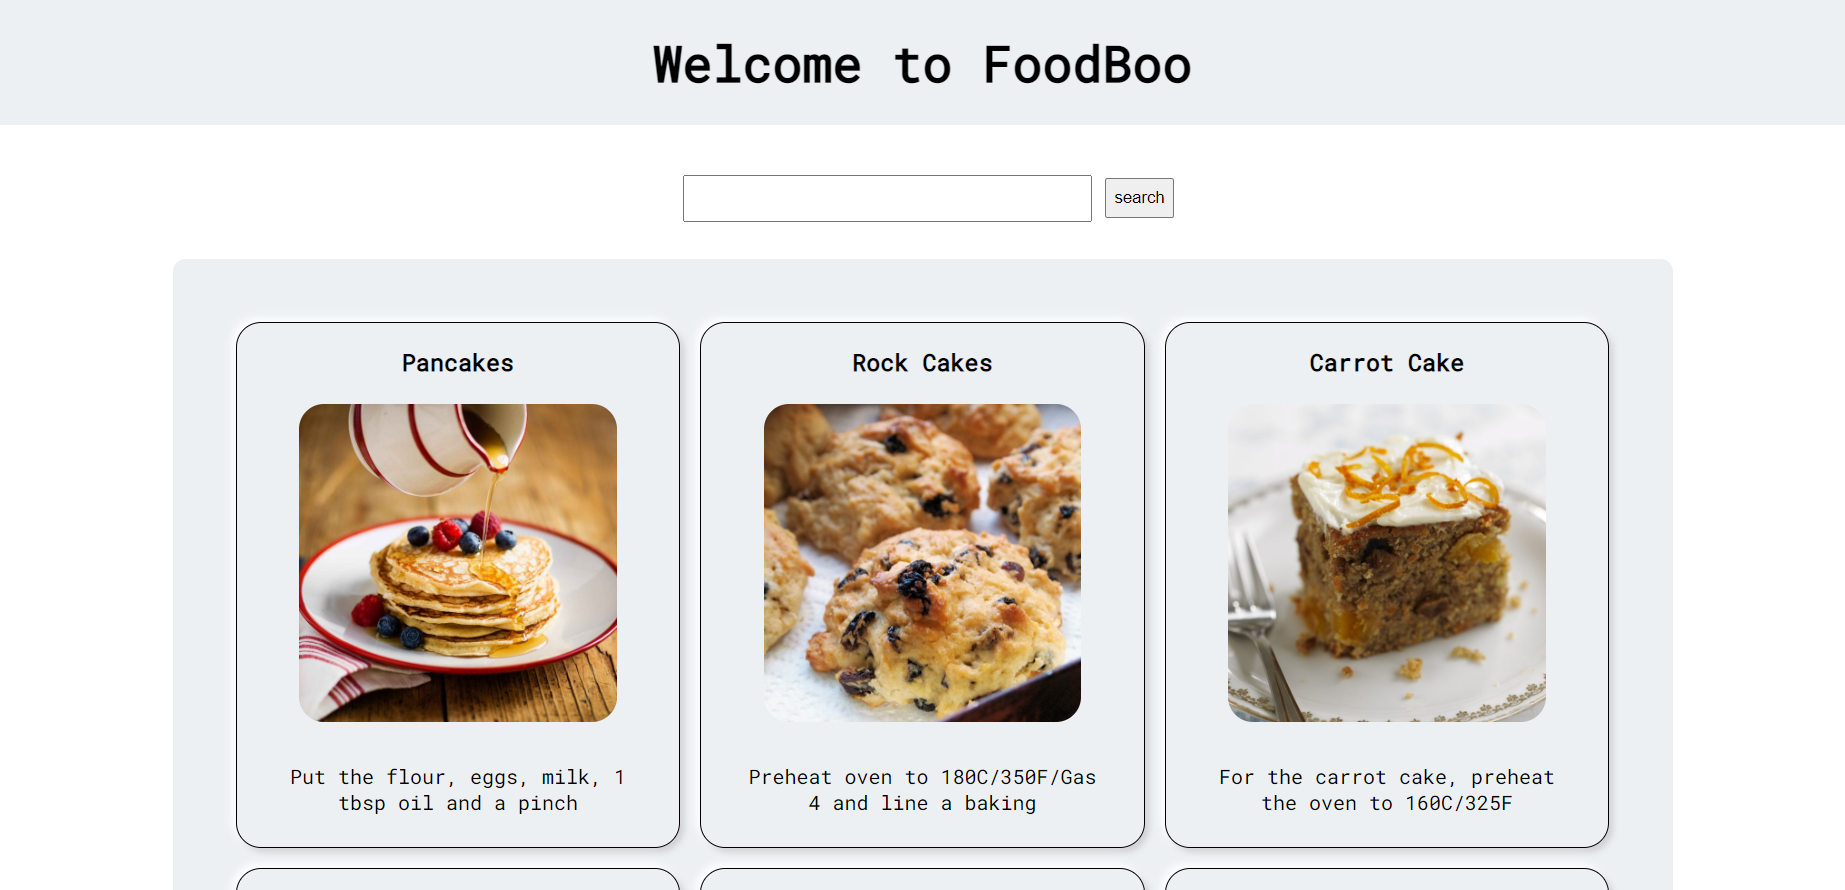 Welcome to FoodBoo
search
Pancakes
Rock Cakes
Carrot Cake
Put the flour, eggs, milk, 1
tbsp oil and a pinch
Preheat oven to 180C/350F/Gas
4 and line a baking
For the carrot cake, preheat
the oven to 160C/325F